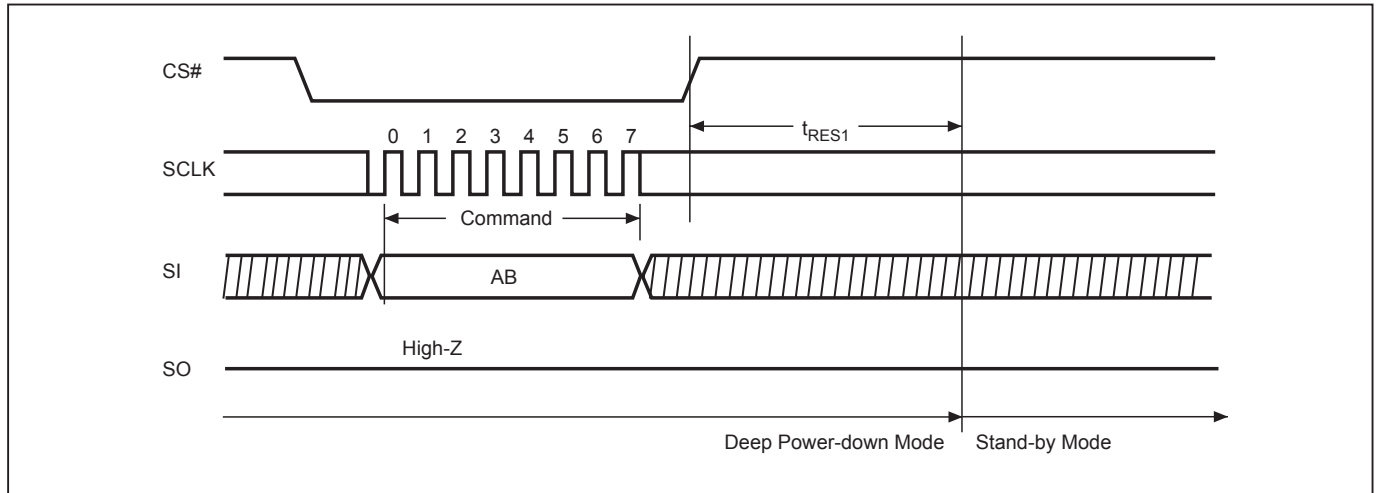 CS#
tRES1
0 1 2 3 4 5 6 7
SCLK
Command
SI
AB
High-Z
SO
Deep Power-down Mode Stand-by Mode